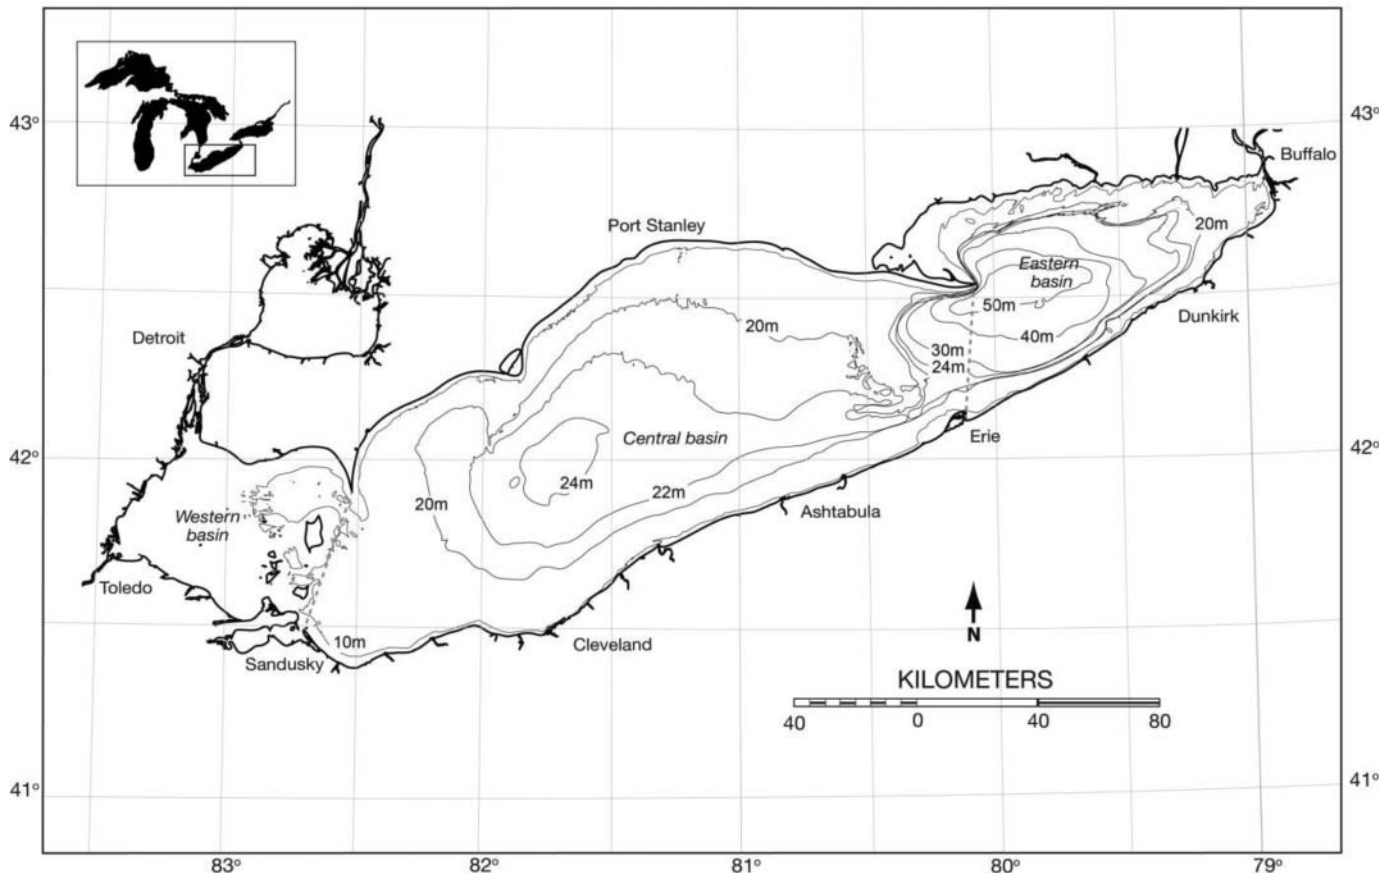 43°
43°
Buffalo
Port Stanley
20m
Eastern
basin
50m
Dunkirk
Detroit
20m
40m
30m
24m
Erie
Central basin
42°
42°
24m
22m
20m
Ashtabula
Western
basin
Toledo
N
10m
Cleveland
Sandusky
KILOMETERS
40
0
40
80
41°
41°
83°
82°
81°
80°
79°